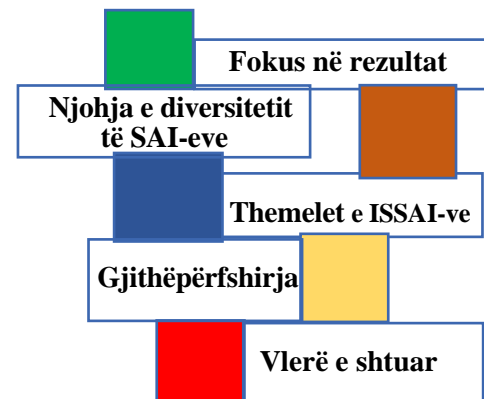 Fokus në rezultat
Njohja e diversitetit
të SAI-eve
Themelet e ISSAI-ve
Gjithëpërfshirja
Vlerë e shtuar